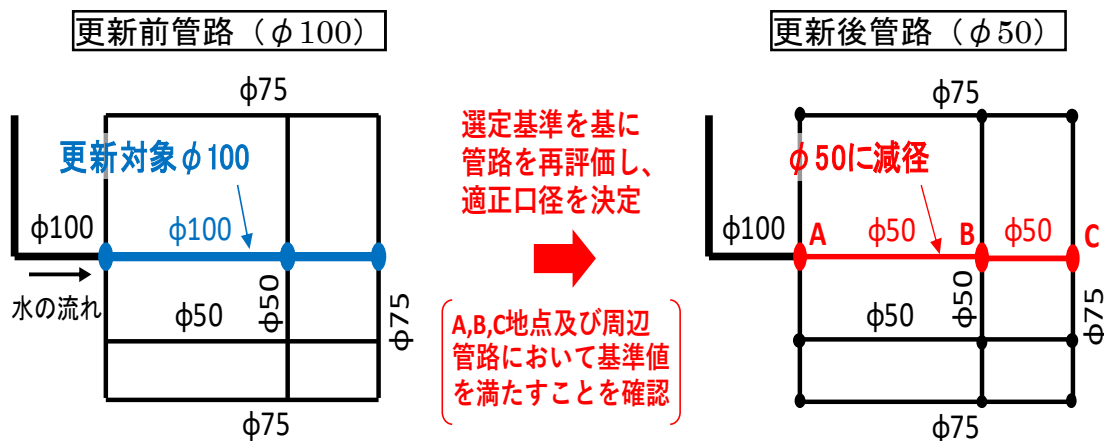 更新前管路（φ100）
φ75
更新対象φ100
φ100
φ100
水の流れ
φ50
φ50
φ75
φ75
選定基準を基に
管路を再評価し、
適正口径を決定
A,B,C地点及び周辺
管路において基準値
を満たすことを確認
更新後管路（φ50）
φ75
φ50に減径
φ100
A
φ50
B
φ50
C
φ50
φ50
φ75
φ75